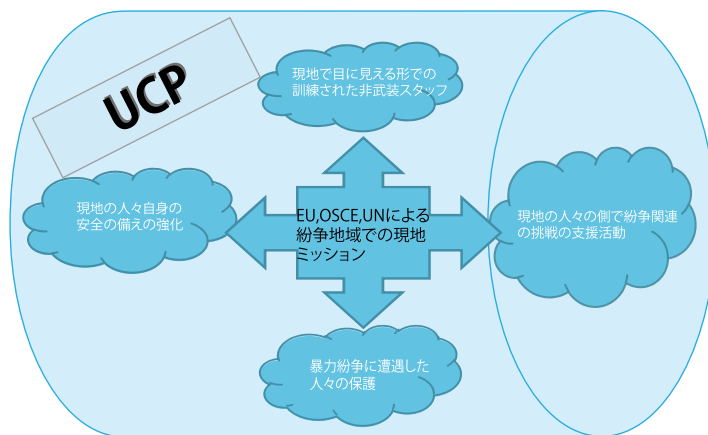 UCP
現地で目に見える形での
訓練された非武装スタッフ
現地の人々自身の
安全の備えの強化
EU,OSCE,UNによる
紛争地域での現地
ミッション
現地の人々の側で紛争関連
の挑戦の支援活動
暴力紛争に遭遇した
人々の保護